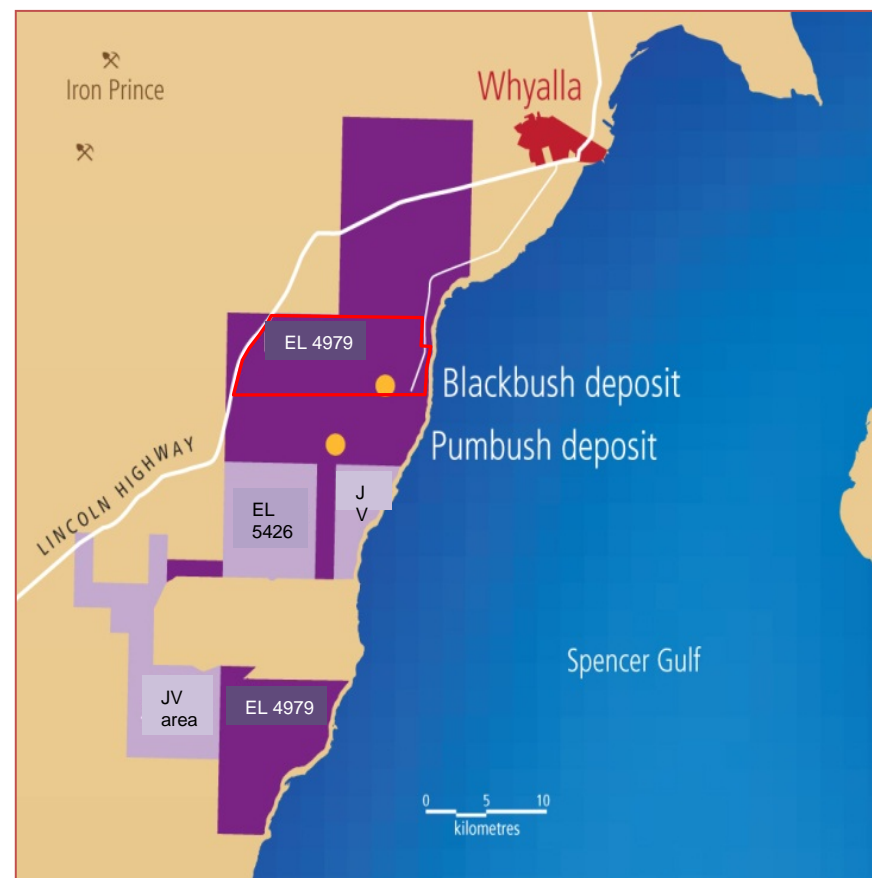 Iron Prince
Whyalla
EL 4979
Blackbush deposit
Pumbush deposit
LINCOLN HIGHWAY
J
V
EL
5426
Spencer Gulf
JV
area
EL 4979
0 5 10
kilometres